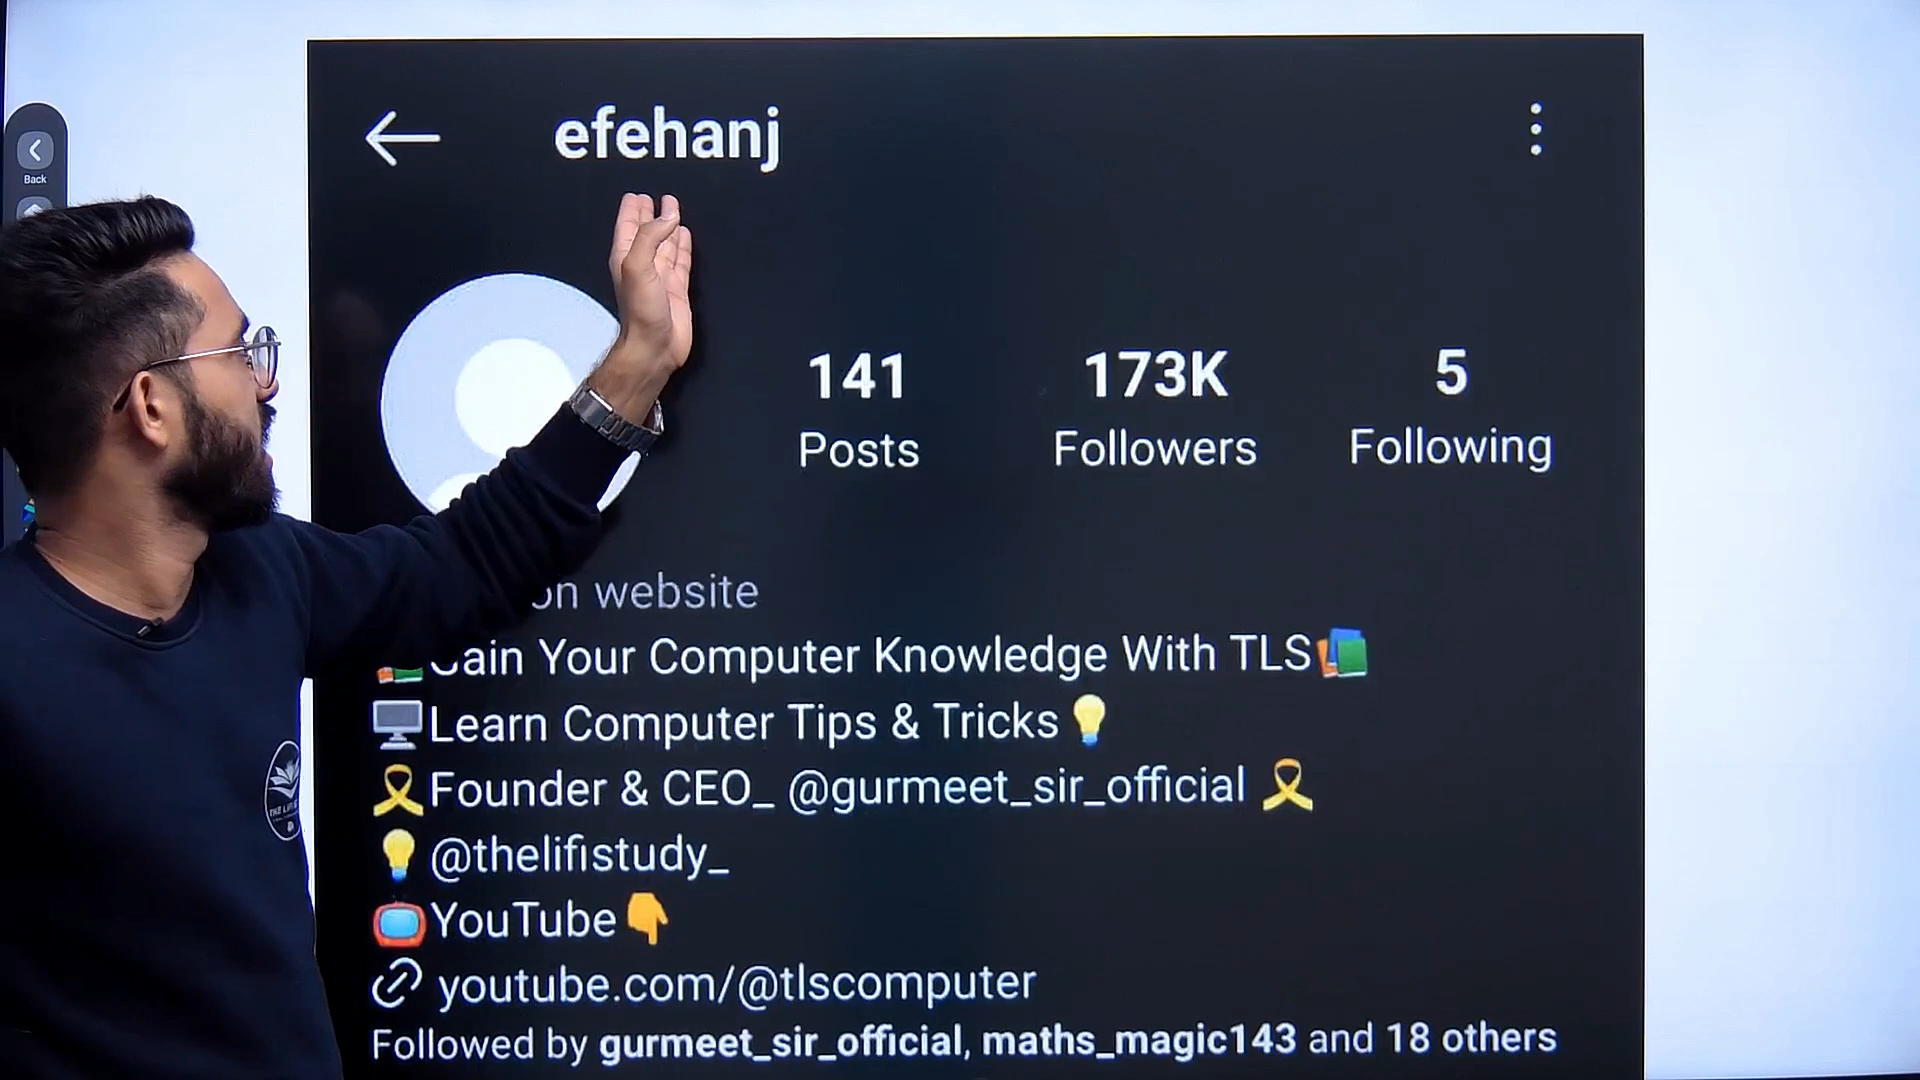 efehanj
Back
141
173K
5
Posts
Followers
Following
on website
Gain Your Computer Knowledge With TLS
Learn Computer Tips & Tricks
Founder & CEO_ @gurmeet_sir_official
@thelifistudy_
YouTube
youtube.com/@tlscomputer
Followed by gurmeet_sir_official, maths_magic143 and 18 others